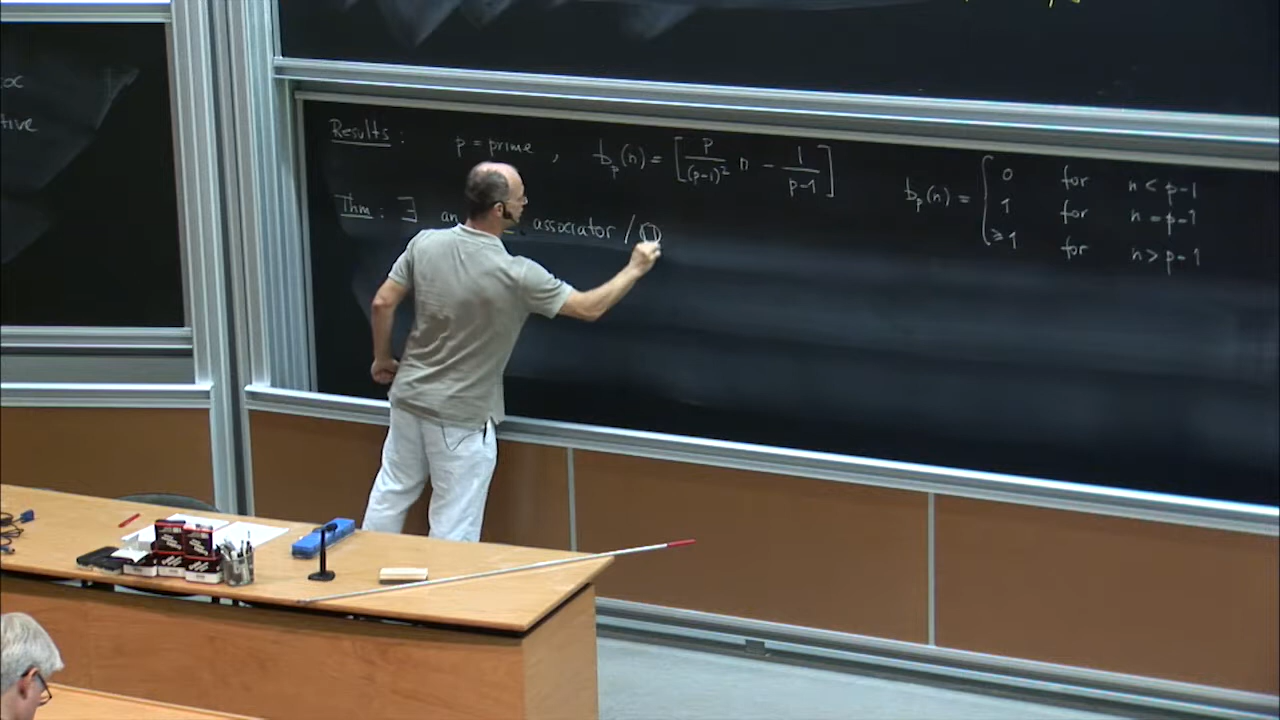 oc
tive
Results : p = prime , b_p(n) = [ p/(p-1)² n - 1/(p-1) ]
b_p(n) = { 0 for n < p-1
1 for n = p-1
≥1 for n > p-1
Thm : ∃ an associator / Q